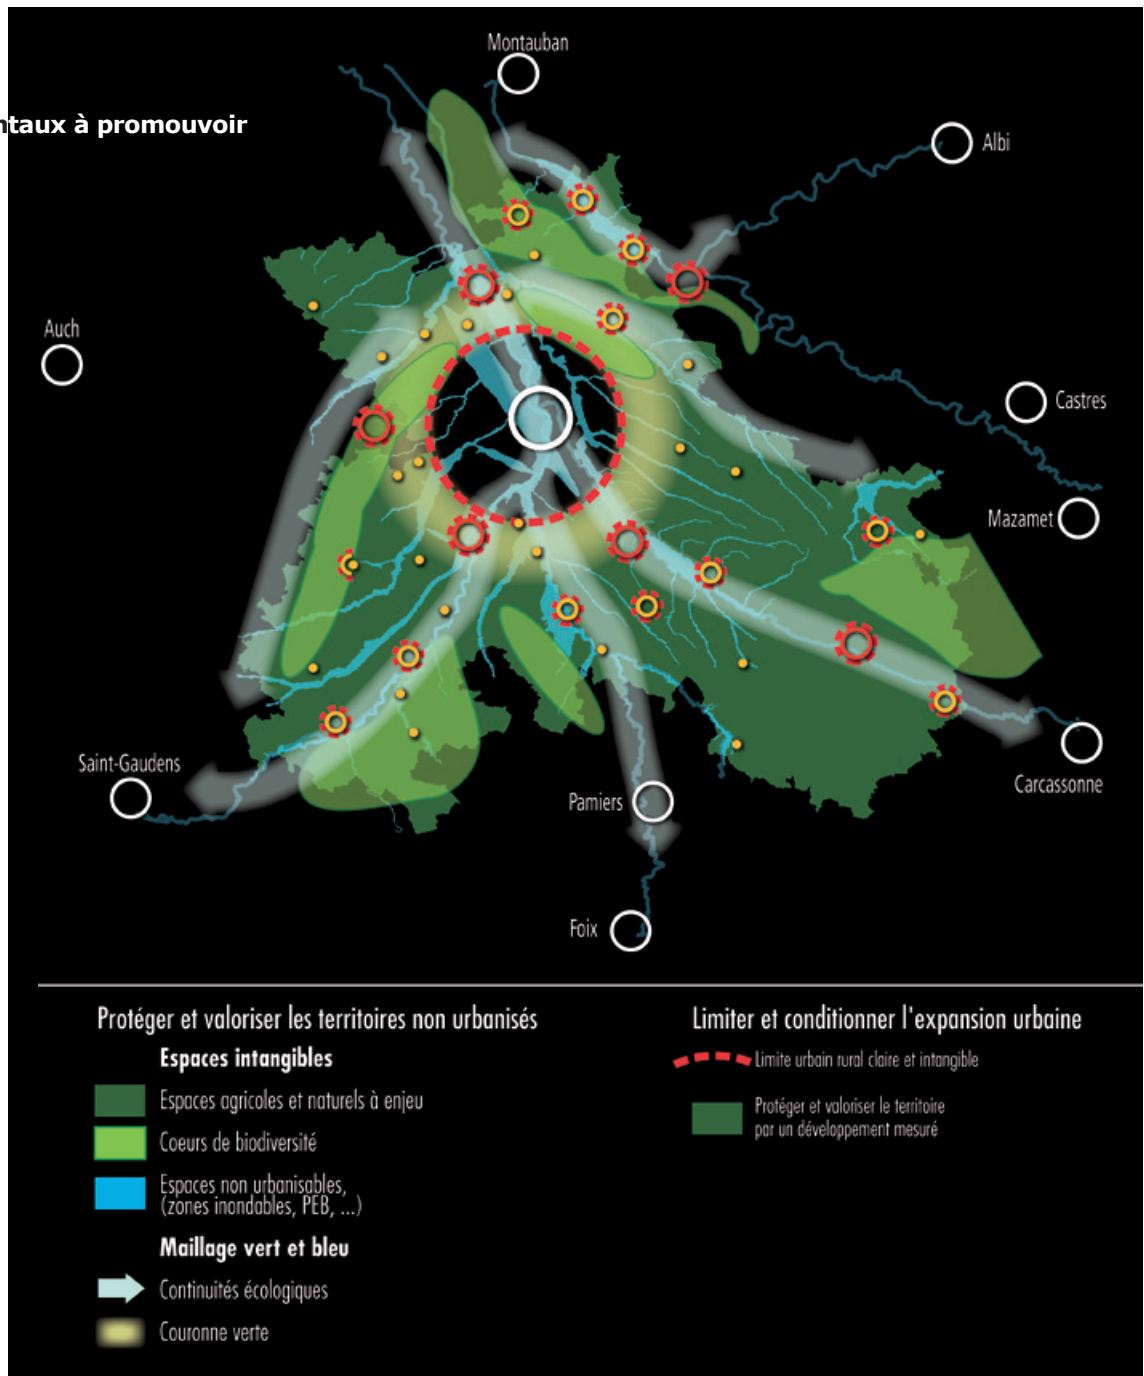 Montauban
ntaux à promouvoir
Albi
Auch
Castres
Mazamet
Saint-Gaudens
Pamiers
Carcassonne
Foix
Protéger et valoriser les territoires non urbanisés
Espaces intangibles
Espaces agricoles et naturels à enjeu
Coeurs de biodiversité
Espaces non urbanisables,
(zones inondables, PEB, ...)
Maillage vert et bleu
Continuités écologiques
Couronne verte
Limiter et conditionner l'expansion urbaine
Limite urbain rural claire et intangible
Protéger et valoriser le territoire
par un développement mesuré